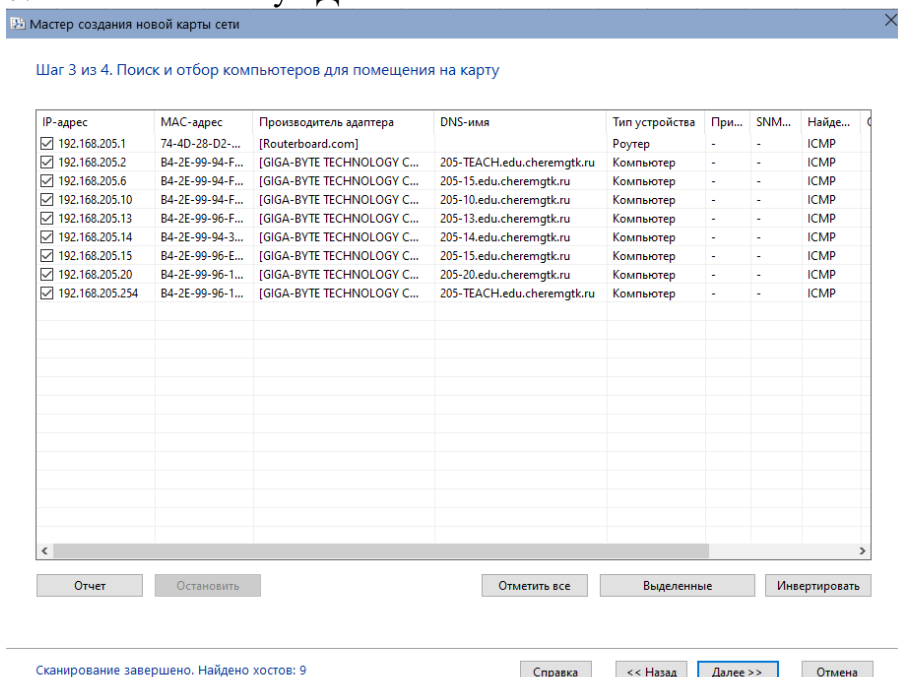 Мастер создания новой карты сети
Шаг 3 из 4. Поиск и отбор компьютеров для помещения на карту
IP-адрес MAC-адрес Производитель адаптера DNS-имя Тип устройства При... SNM... Найде...
192.168.205.1 74-4D-28-D2-... [Routerboard.com] Роутер - - ICMP
192.168.205.2 B4-2E-99-94-F... [GIGA-BYTE TECHNOLOGY C... 205-TEACH.edu.cheremgtk.ru Компьютер - - ICMP
192.168.205.6 B4-2E-99-94-F... [GIGA-BYTE TECHNOLOGY C... 205-15.edu.cheremgtk.ru Компьютер - - ICMP
192.168.205.10 B4-2E-99-94-F... [GIGA-BYTE TECHNOLOGY C... 205-10.edu.cheremgtk.ru Компьютер - - ICMP
192.168.205.13 B4-2E-99-96-F... [GIGA-BYTE TECHNOLOGY C... 205-13.edu.cheremgtk.ru Компьютер - - ICMP
192.168.205.14 B4-2E-99-94-3... [GIGA-BYTE TECHNOLOGY C... 205-14.edu.cheremgtk.ru Компьютер - - ICMP
192.168.205.15 B4-2E-99-96-E... [GIGA-BYTE TECHNOLOGY C... 205-15.edu.cheremgtk.ru Компьютер - - ICMP
192.168.205.20 B4-2E-99-96-1... [GIGA-BYTE TECHNOLOGY C... 205-20.edu.cheremgtk.ru Компьютер - - ICMP
192.168.205.254 B4-2E-99-96-1... [GIGA-BYTE TECHNOLOGY C... 205-TEACH.edu.cheremgtk.ru Компьютер - - ICMP
Отчет Остановить Отметить все Выделенные Инвертировать
Сканирование завершено. Найдено хостов: 9 Справка << Назад Далее >> Отмена